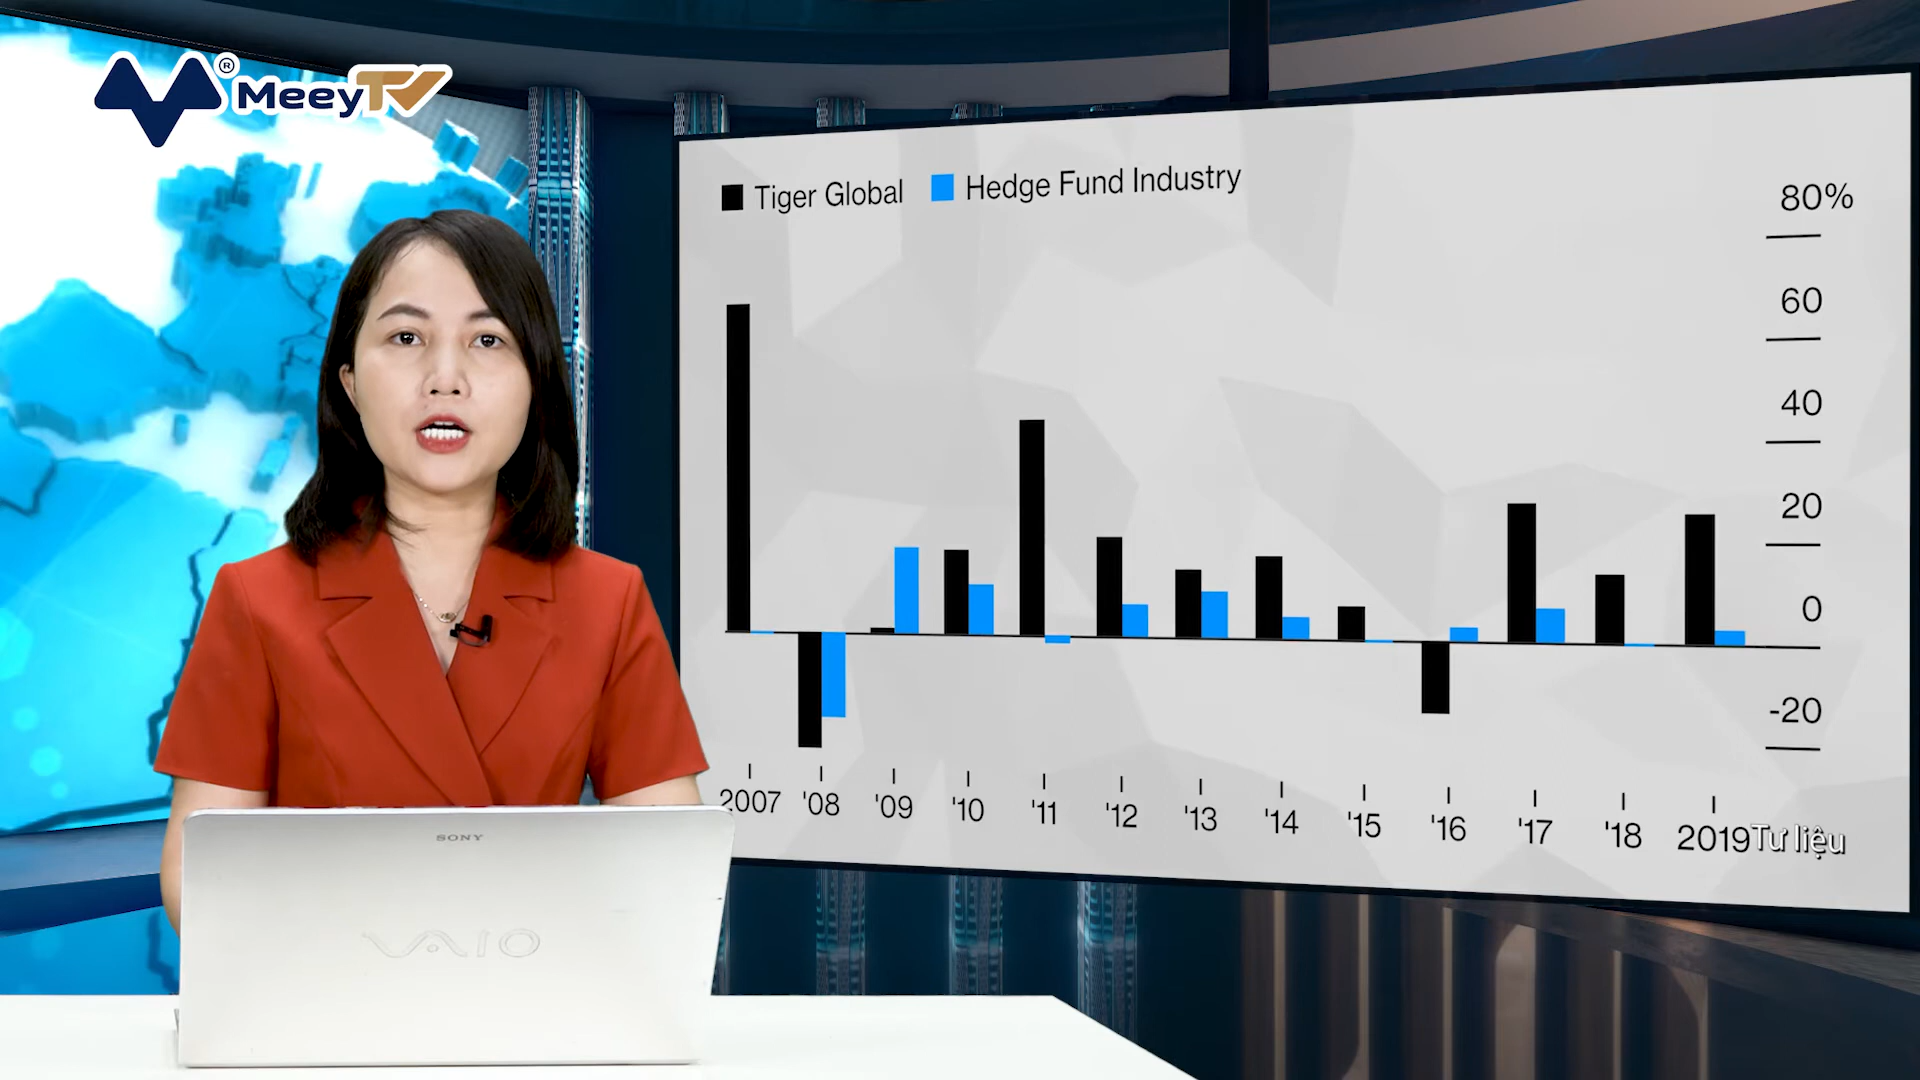 ® MeeyTV
Tiger Global Hedge Fund Industry
80%
60
40
20
0
-20
2007 '08 '09 '10 '11 '12 '13 '14 '15 '16 '17 '18 2019
Tư liệu
SONY
VAIO